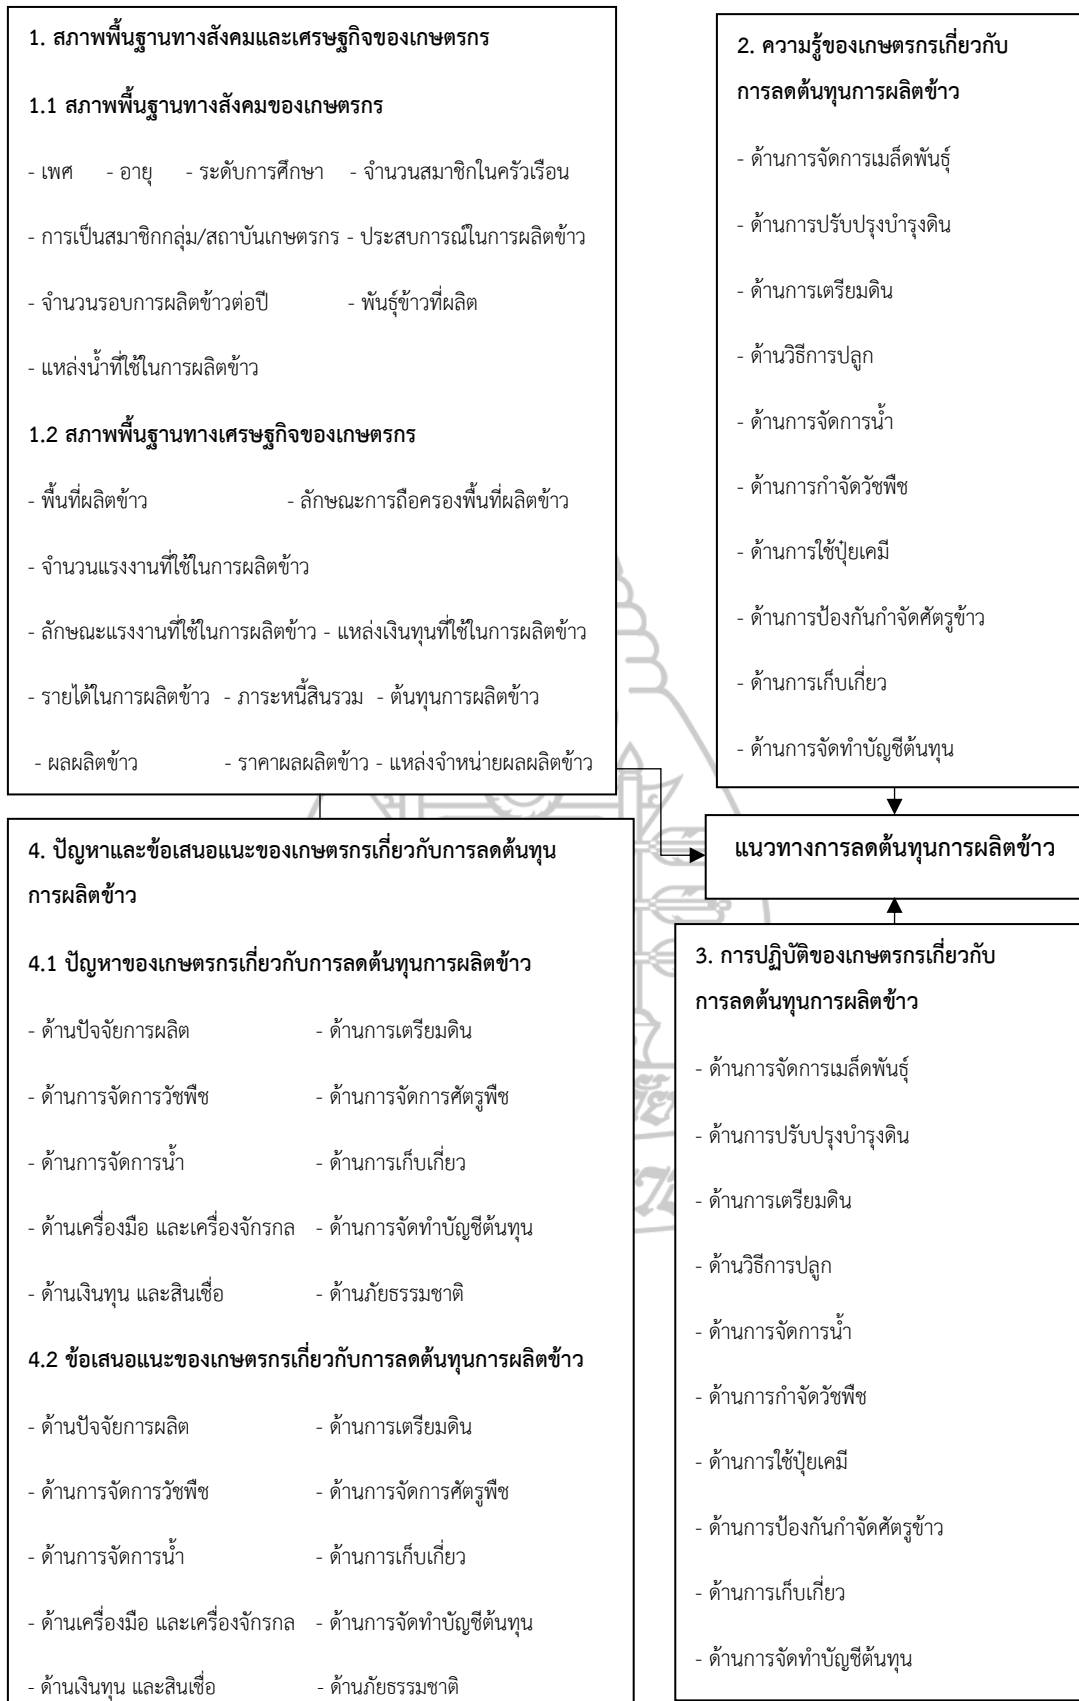 1. สภาพพื้นฐานทางสังคมและเศรษฐกิจของเกษตรกร
1.1 สภาพพื้นฐานทางสังคมของเกษตรกร
- เพศ - อายุ - ระดับการศึกษา - จำนวนสมาชิกในครัวเรือน
- การเป็นสมาชิกกลุ่ม/สถาบันเกษตรกร - ประสบการณ์ในการผลิตข้าว
- จำนวนรอบการผลิตข้าวต่อปี - พันธุ์ข้าวที่ผลิต
- แหล่งน้ำที่ใช้ในการผลิตข้าว
1.2 สภาพพื้นฐานทางเศรษฐกิจของเกษตรกร
- พื้นที่ผลิตข้าว - ลักษณะการถือครองพื้นที่ผลิตข้าว
- จำนวนแรงงานที่ใช้ในการผลิตข้าว
- ลักษณะแรงงานที่ใช้ในการผลิตข้าว - แหล่งเงินทุนที่ใช้ในการผลิตข้าว
- รายได้ในการผลิตข้าว - ภาระหนี้สินรวม - ต้นทุนการผลิตข้าว
- ผลผลิตข้าว - ราคาผลผลิตข้าว - แหล่งจำหน่ายผลผลิตข้าว
2. ความรู้ของเกษตรกรเกี่ยวกับ
การลดต้นทุนการผลิตข้าว
- ด้านการจัดการเมล็ดพันธุ์
- ด้านการปรับปรุงบำรุงดิน
- ด้านการเตรียมดิน
- ด้านวิธีการปลูก
- ด้านการจัดการน้ำ
- ด้านการกำจัดวัชพืช
- ด้านการใช้ปุ๋ยเคมี
- ด้านการป้องกันกำจัดศัตรูข้าว
- ด้านการเก็บเกี่ยว
- ด้านการจัดทำบัญชีต้นทุน
แนวทางการลดต้นทุนการผลิตข้าว
4. ปัญหาและข้อเสนอแนะของเกษตรกรเกี่ยวกับการลดต้นทุน
การผลิตข้าว
4.1 ปัญหาของเกษตรกรเกี่ยวกับการลดต้นทุนการผลิตข้าว
- ด้านปัจจัยการผลิต - ด้านการเตรียมดิน
- ด้านการจัดการวัชพืช - ด้านการจัดการศัตรูพืช
- ด้านการจัดการน้ำ - ด้านการเก็บเกี่ยว
- ด้านเครื่องมือ และเครื่องจักรกล - ด้านการจัดทำบัญชีต้นทุน
- ด้านเงินทุน และสินเชื่อ - ด้านภัยธรรมชาติ
4.2 ข้อเสนอแนะของเกษตรกรเกี่ยวกับการลดต้นทุนการผลิตข้าว
- ด้านปัจจัยการผลิต - ด้านการเตรียมดิน
- ด้านการจัดการวัชพืช - ด้านการจัดการศัตรูพืช
- ด้านการจัดการน้ำ - ด้านการเก็บเกี่ยว
- ด้านเครื่องมือ และเครื่องจักรกล - ด้านการจัดทำบัญชีต้นทุน
- ด้านเงินทุน และสินเชื่อ - ด้านภัยธรรมชาติ
3. การปฏิบัติของเกษตรกรเกี่ยวกับ
การลดต้นทุนการผลิตข้าว
- ด้านการจัดการเมล็ดพันธุ์
- ด้านการปรับปรุงบำรุงดิน
- ด้านการเตรียมดิน
- ด้านวิธีการปลูก
- ด้านการจัดการน้ำ
- ด้านการกำจัดวัชพืช
- ด้านการใช้ปุ๋ยเคมี
- ด้านการป้องกันกำจัดศัตรูข้าว
- ด้านการเก็บเกี่ยว
- ด้านการจัดทำบัญชีต้นทุน